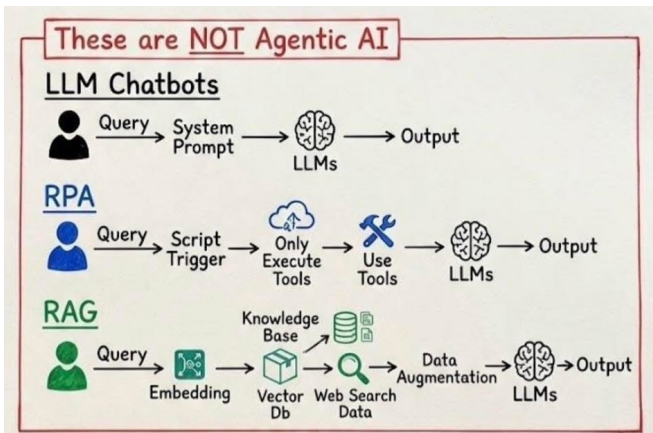 These are NOT Agentic AI
LLM Chatbots
Query
System
Prompt
LLMs
Output
RPA
Query
Script
Trigger
Only
Execute
Tools
Use
Tools
LLMs
Output
RAG
Query
Embedding
Vector
Db
Knowledge
Base
Web Search
Data
Data
Augmentation
LLMs
Output